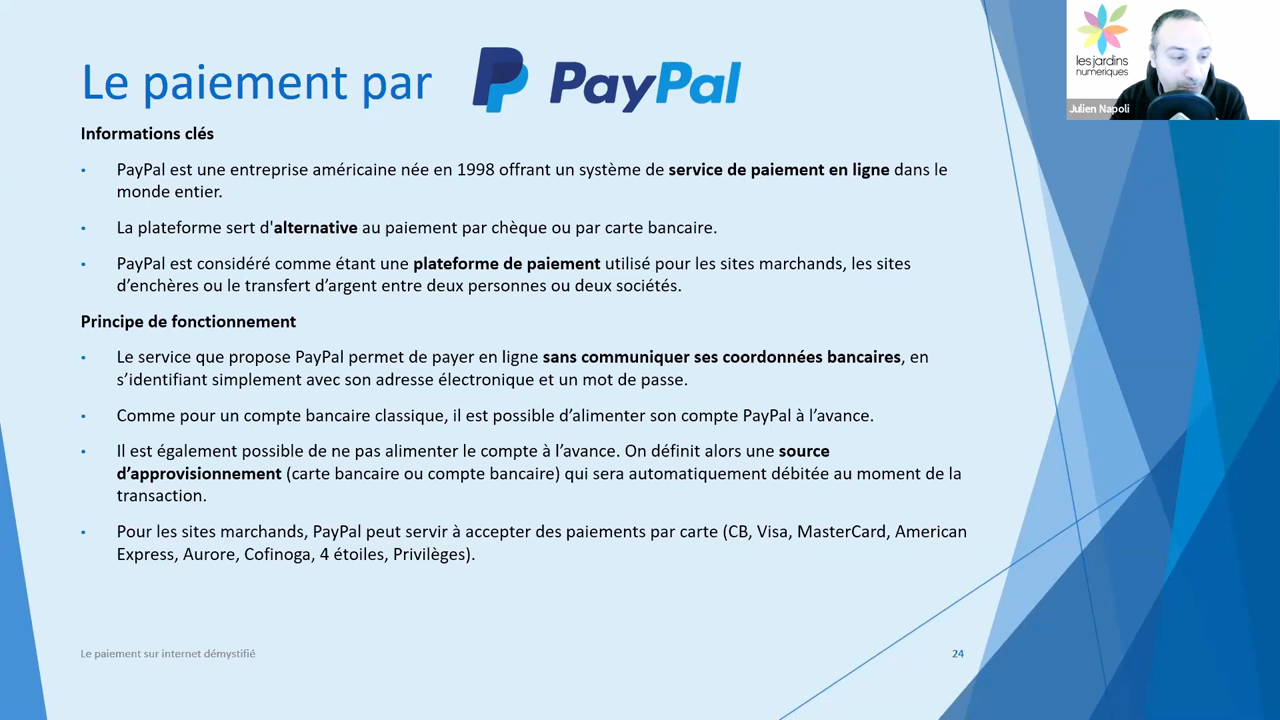 Le paiement par PayPal
les jardins
numeriques
Julien Napoli
Informations clés
• PayPal est une entreprise américaine née en 1998 offrant un système de service de paiement en ligne dans le
monde entier.
• La plateforme sert d'alternative au paiement par chèque ou par carte bancaire.
• PayPal est considéré comme étant une plateforme de paiement utilisé pour les sites marchands, les sites
d’enchères ou le transfert d’argent entre deux personnes ou deux sociétés.
Principe de fonctionnement
• Le service que propose PayPal permet de payer en ligne sans communiquer ses coordonnées bancaires, en
s’identifiant simplement avec son adresse électronique et un mot de passe.
• Comme pour un compte bancaire classique, il est possible d’alimenter son compte PayPal à l’avance.
• Il est également possible de ne pas alimenter le compte à l’avance. On définit alors une source
d’approvisionnement (carte bancaire ou compte bancaire) qui sera automatiquement débitée au moment de la
transaction.
• Pour les sites marchands, PayPal peut servir à accepter des paiements par carte (CB, Visa, MasterCard, American
Express, Aurore, Cofinoga, 4 étoiles, Privilèges).
Le paiement sur internet démystifié
24